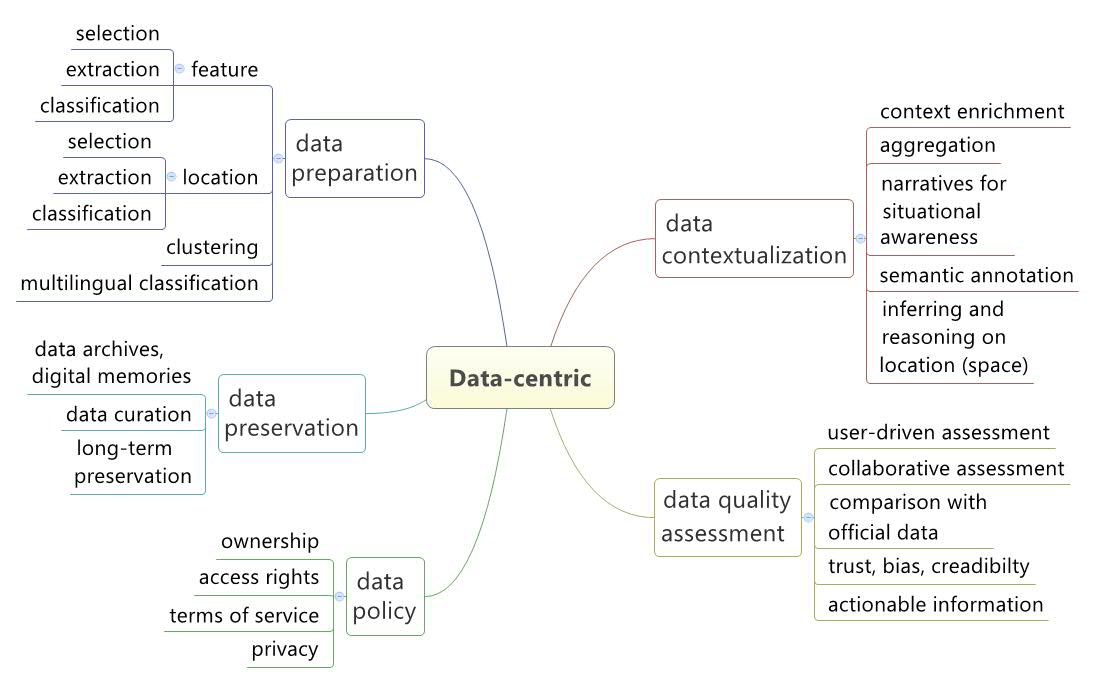 selection
extraction
classification
feature
selection
extraction
classification
location
clustering
multilingual classification
data
preparation
data archives,
digital memories
data curation
long-term
preservation
data
preservation
ownership
access rights
terms of service
privacy
data
policy
Data-centric
data
contextualization
context enrichment
aggregation
narratives for
situational
awareness
semantic annotation
inferring and
reasoning on
location (space)
data quality
assessment
user-driven assessment
collaborative assessment
comparison with
official data
trust, bias, creadibilty
actionable information